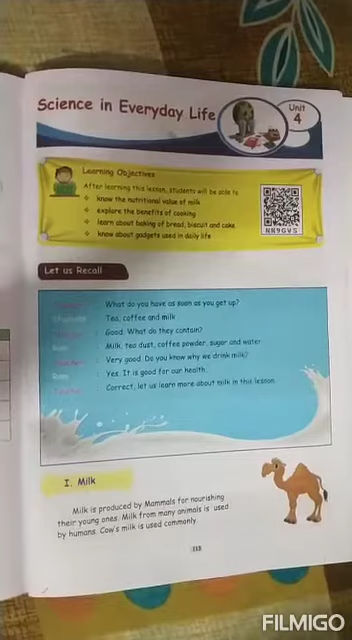 Science in Everyday Life
Unit
4
Learning Objectives
After learning this lesson, students will be able to
know the nutritional value of milk
explore the benefits of cooking
learn about baking of bread, biscuit and cake
know about gadgets used in daily life
NN9GVS
Let us Recall
: What do you have as soon as you get up?
: Tea, coffee and milk
: Good. What do they contain?
: Milk, tea dust, coffee powder, sugar and water
: Very good. Do you know why we drink milk?
: Yes. It is good for our health.
: Correct, let us learn more about milk in this lesson.
I. Milk
Milk is produced by Mammals for nourishing
their young ones. Milk from many animals is used
by humans. Cow's milk is used commonly.
FILMIGO